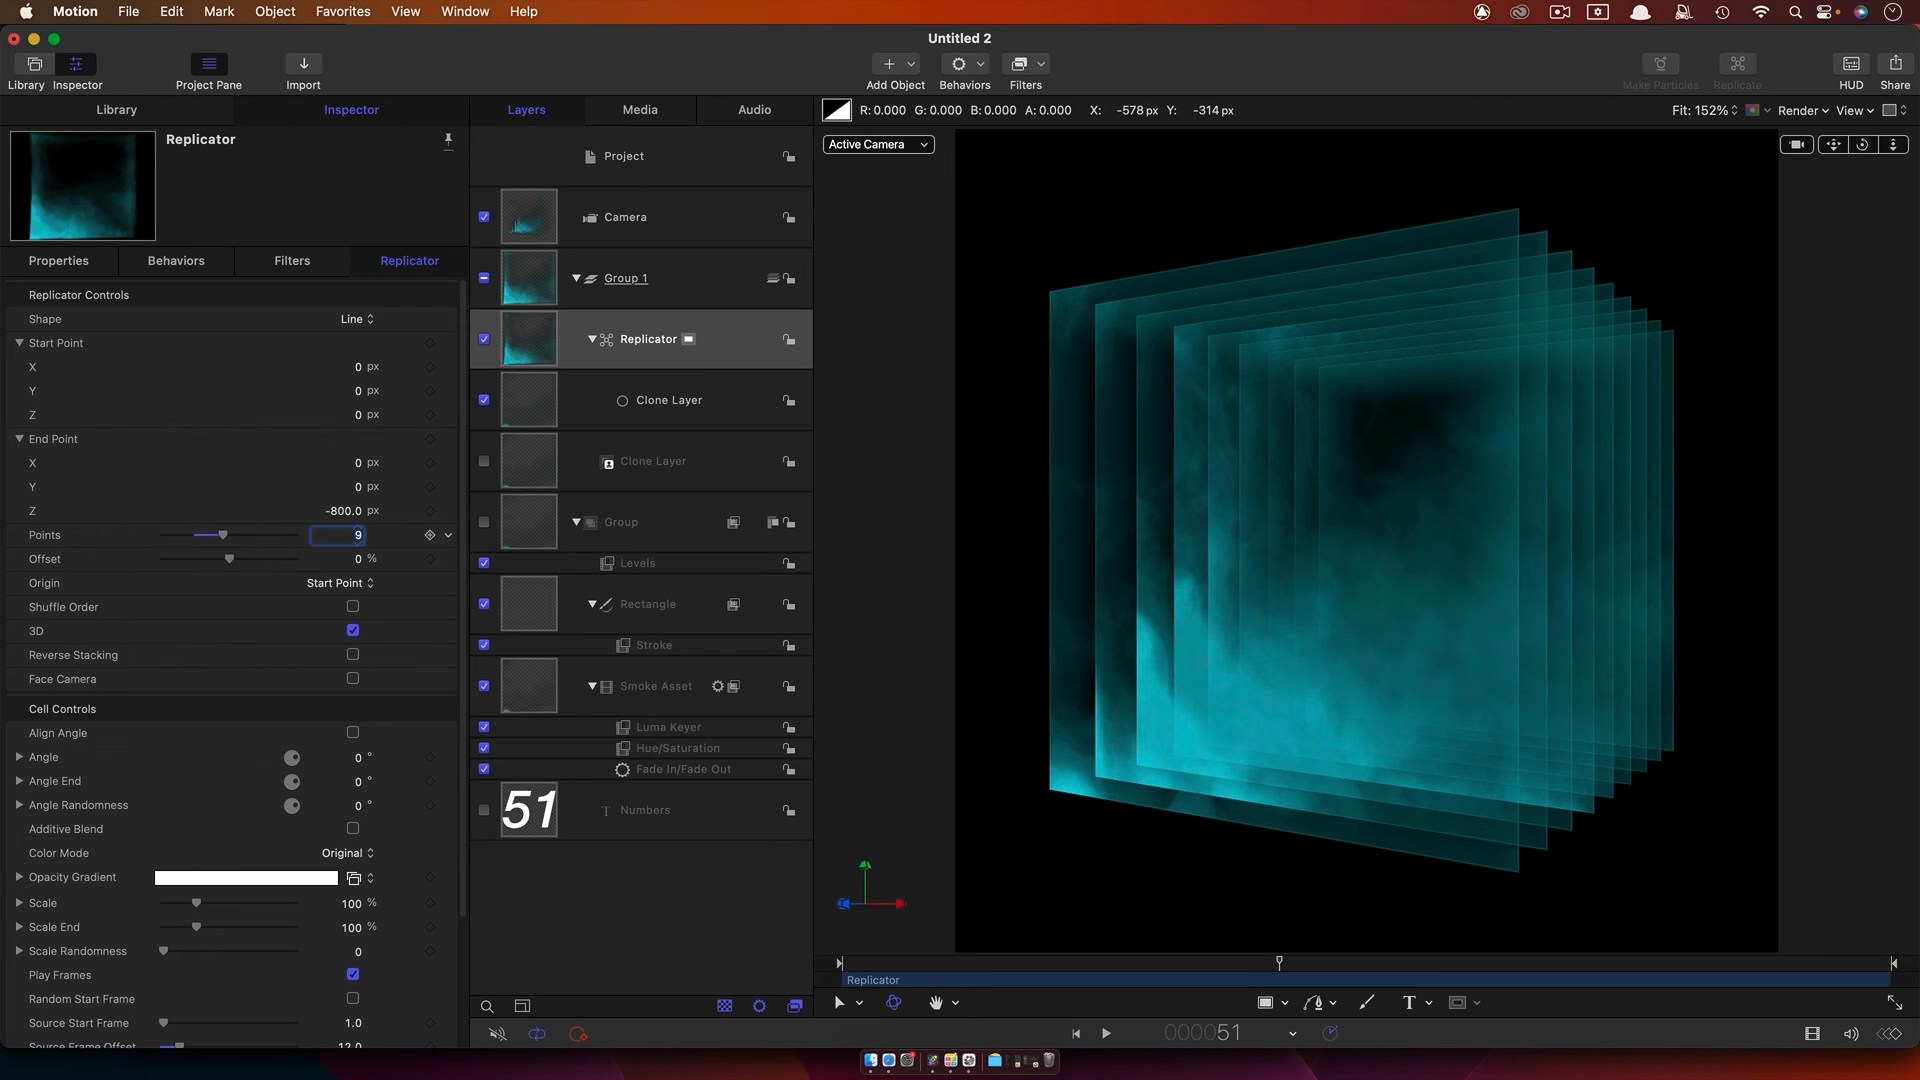 Motion File Edit Mark Object Favorites View Window Help
Untitled 2
Library Inspector Project Pane Import Add Object Behaviors Filters Make Particles Replicate HUD Share
Library Inspector Layers Media Audio R: 0.000 G: 0.000 B: 0.000 A: 0.000 X: -578 px Y: -314 px Fit: 152% Render View
Replicator
Active Camera
Project
Camera
Properties Behaviors Filters Replicator
Group 1
Replicator Controls
Shape Line
Start Point
Replicator
X 0 px
Y 0 px
Clone Layer
Z 0 px
End Point
X 0 px
Clone Layer
Y 0 px
Z -800.0 px
Group
Points 9
Offset 0 %
Levels
Origin Start Point
Shuffle Order
Rectangle
3D
Stroke
Reverse Stacking
Face Camera
Smoke Asset
Cell Controls
Align Angle
Luma Keyer
Hue/Saturation
Angle 0 °
Fade In/Fade Out
Angle End 0 °
Angle Randomness 0 °
51 Numbers
Additive Blend
Color Mode Original
Opacity Gradient
Scale 100 %
Scale End 100 %
Scale Randomness 0
Play Frames
Replicator
Random Start Frame
Source Start Frame 1.0
T
0000051
Source Frame Offset 12.0